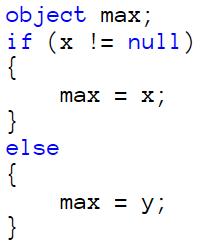 object max;
if (x != null)
{
    max = x;
}
else
{
    max = y;
}